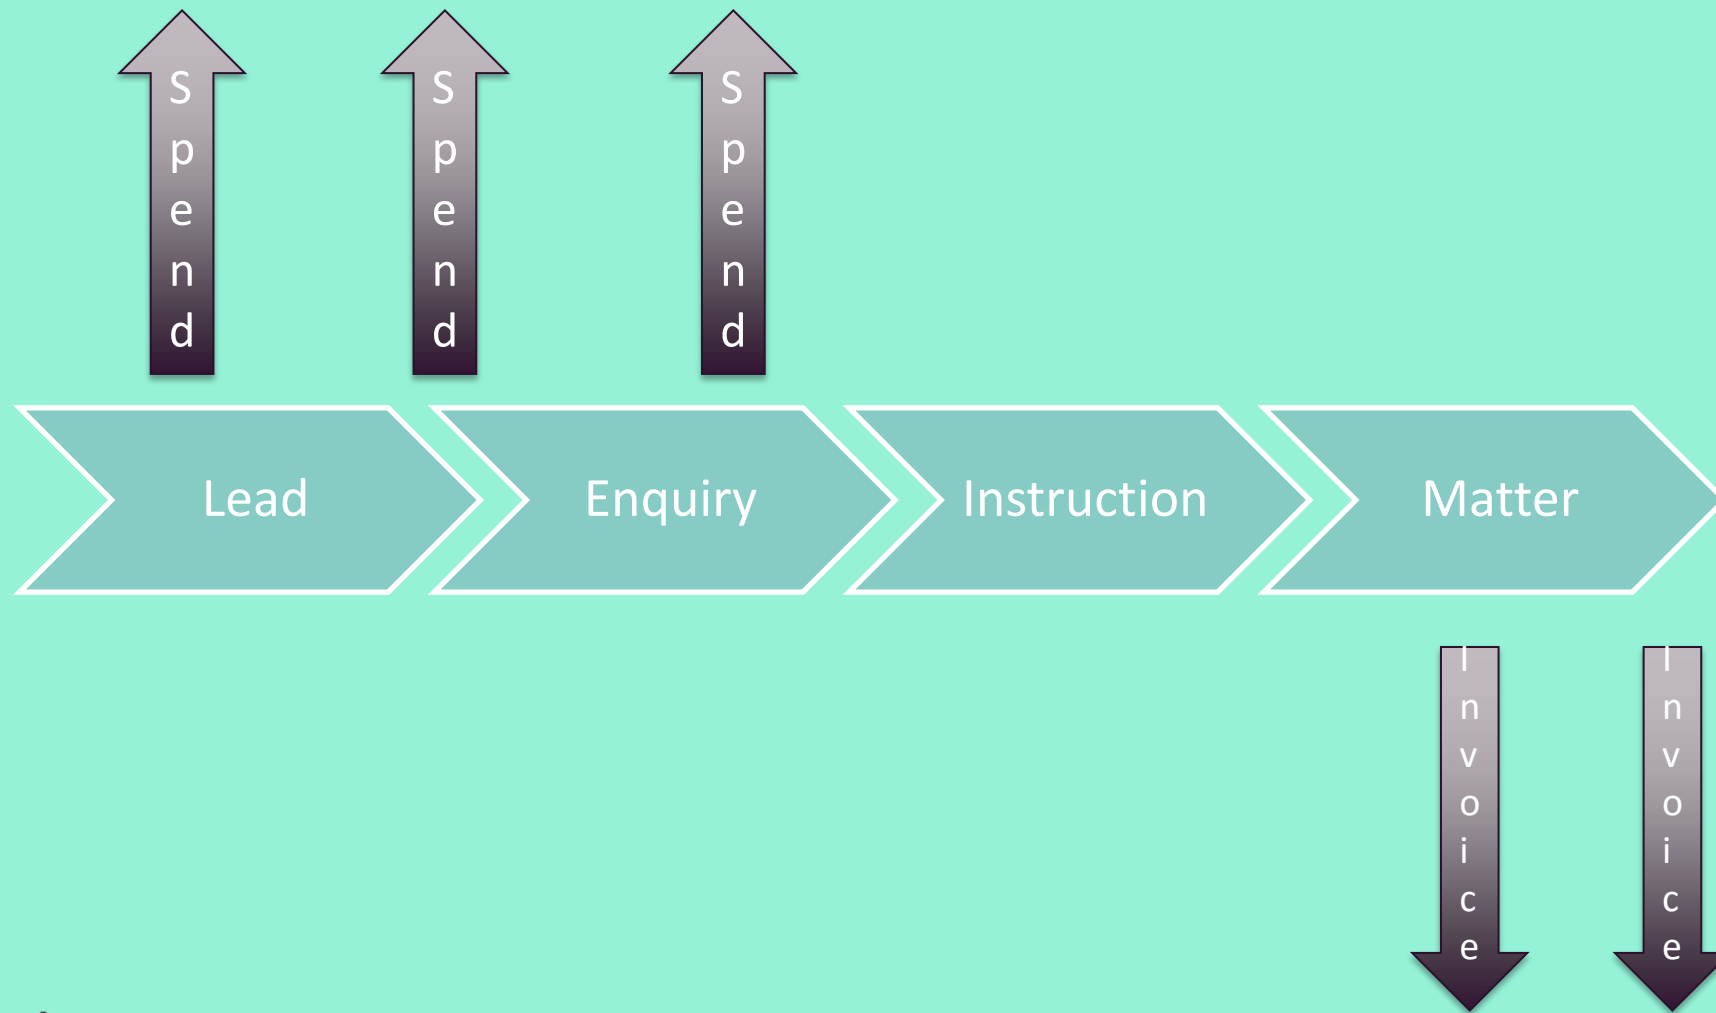 Spend
Spend
Spend
Lead
Enquiry
Instruction
Matter
Invoice
Invoice